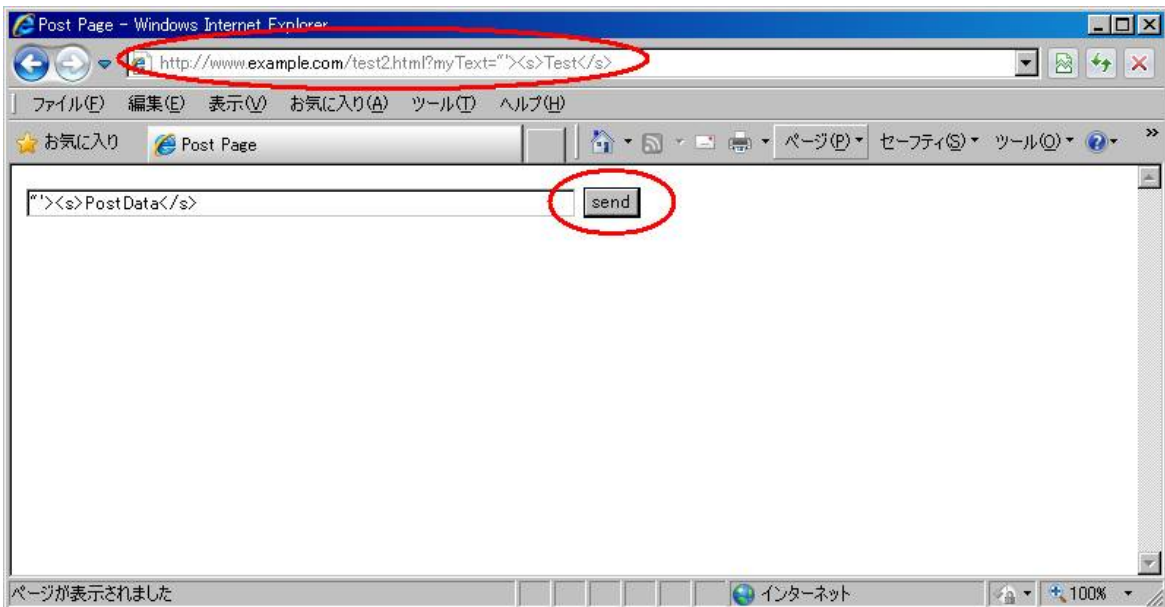 Post Page - Windows Internet Explorer
http://www.example.com/test2.html?myText="'><s>Test</s>
ファイル(F) 編集(E) 表示(V) お気に入り(A) ツール(T) ヘルプ(H)
お気に入り Post Page ページ(P) セーフティ(S) ツール(O) »
"'><s>PostData</s> send
ページが表示されました インターネット 100%